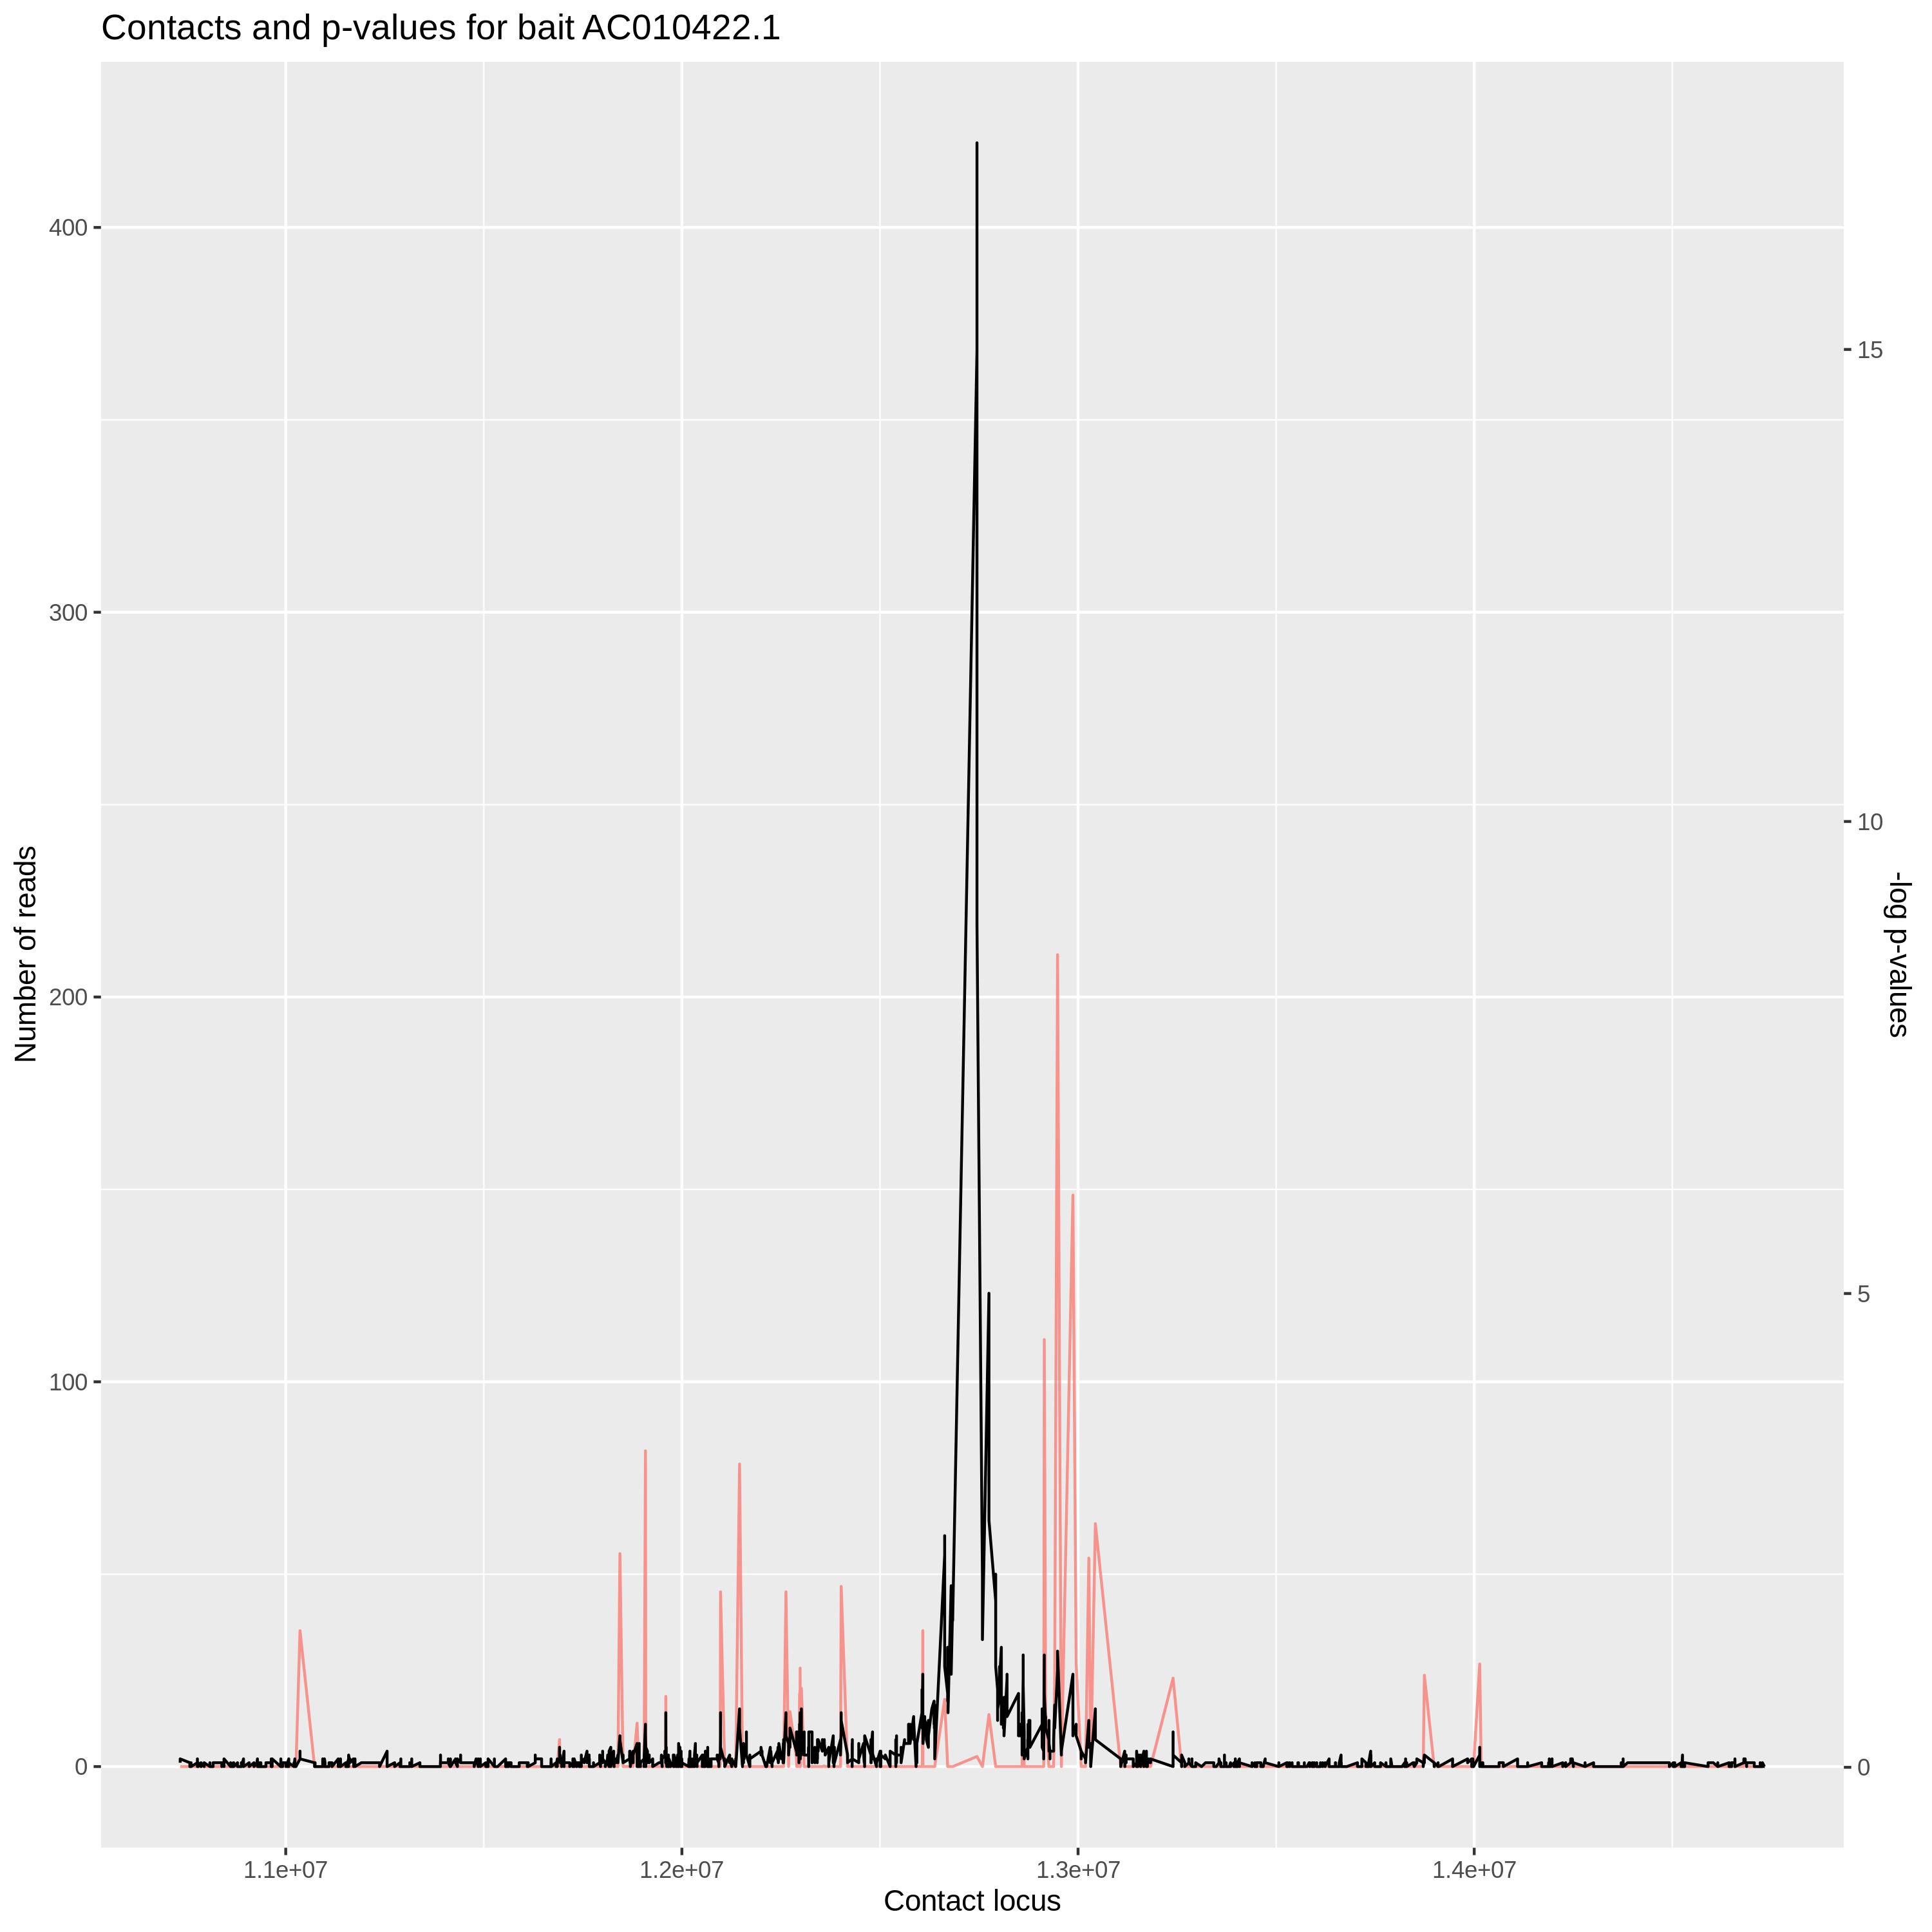 Contacts and p-values for bait AC010422.1
400
300
200
100
0
15
10
5
0
Number of reads
-log p-values
1.1e+07
1.2e+07
1.3e+07
1.4e+07
Contact locus